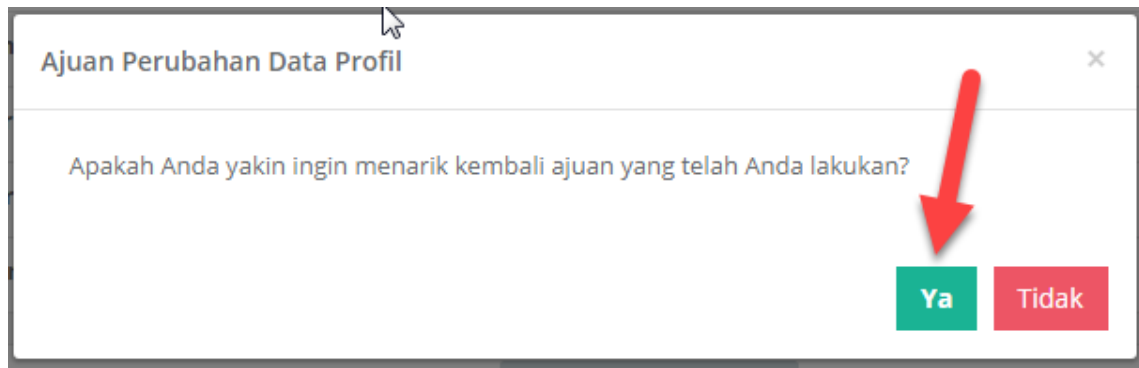 Ajuan Perubahan Data Profil
×
Apakah Anda yakin ingin menarik kembali ajuan yang telah Anda lakukan?
Ya Tidak